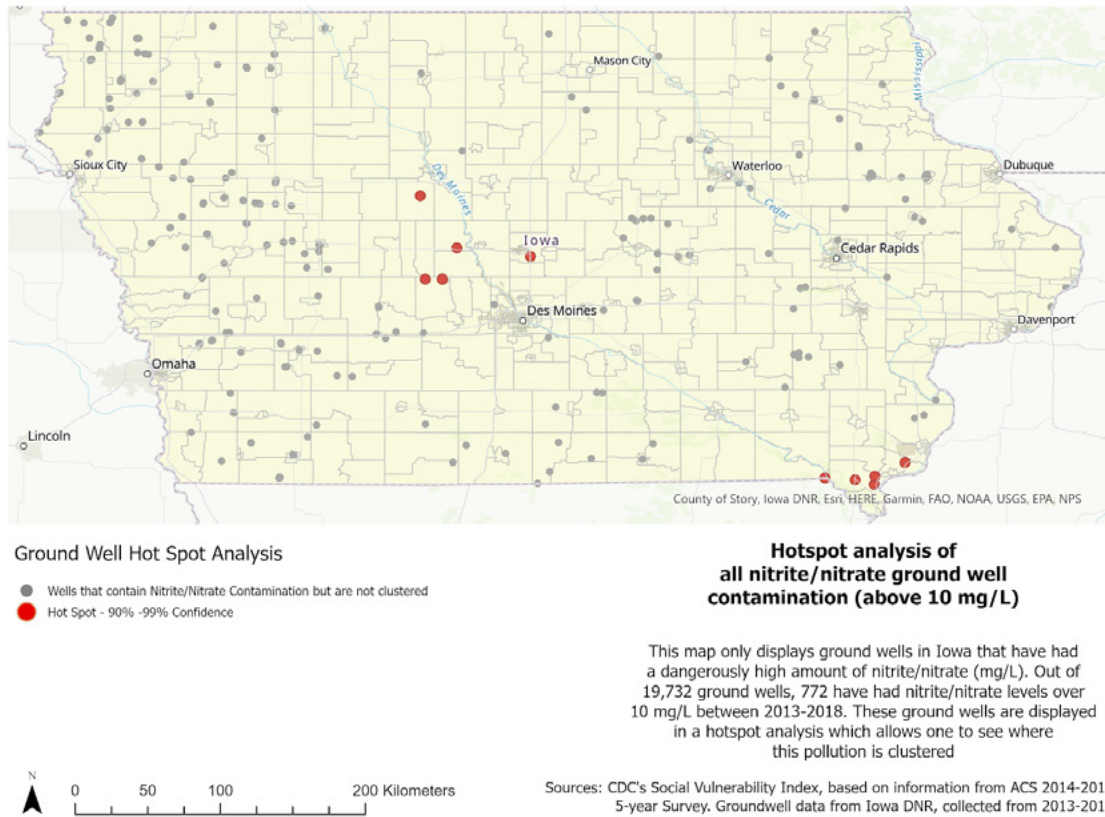 Mississippi
Mason City
Sioux City
Des Moines
Waterloo
Dubuque
Cedar
Iowa
Cedar Rapids
Des Moines
Davenport
Omaha
Lincoln
County of Story, Iowa DNR, Esri, HERE, Garmin, FAO, NOAA, USGS, EPA, NPS
Ground Well Hot Spot Analysis
Wells that contain Nitrite/Nitrate Contamination but are not clustered
Hot Spot - 90% -99% Confidence
Hotspot analysis of
all nitrite/nitrate ground well
contamination (above 10 mg/L)
This map only displays ground wells in Iowa that have had
a dangerously high amount of nitrite/nitrate (mg/L). Out of
19,732 ground wells, 772 have had nitrite/nitrate levels over
10 mg/L between 2013-2018. These ground wells are displayed
in a hotspot analysis which allows one to see where
this pollution is clustered
N
0 50 100 200 Kilometers
Sources: CDC's Social Vulnerability Index, based on information from ACS 2014-201
5-year Survey. Groundwell data from Iowa DNR, collected from 2013-201